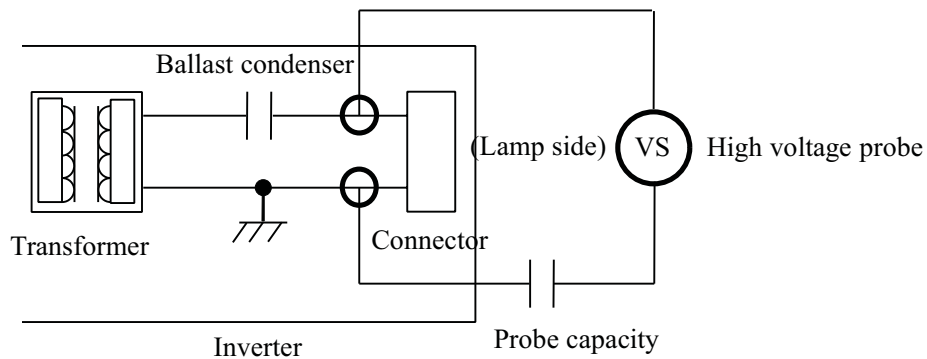 Ballast condenser
(Lamp side)
VS
High voltage probe
Transformer
Connector
Probe capacity
Inverter